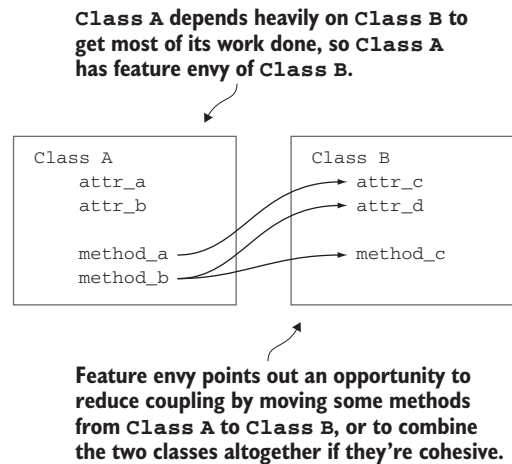 Class A depends heavily on Class B to
get most of its work done, so Class A
has feature envy of Class B.
Class A
attr_a
attr_b
method_a
method_b
Class B
attr_c
attr_d
method_c
Feature envy points out an opportunity to
reduce coupling by moving some methods
from Class A to Class B, or to combine
the two classes altogether if they're cohesive.